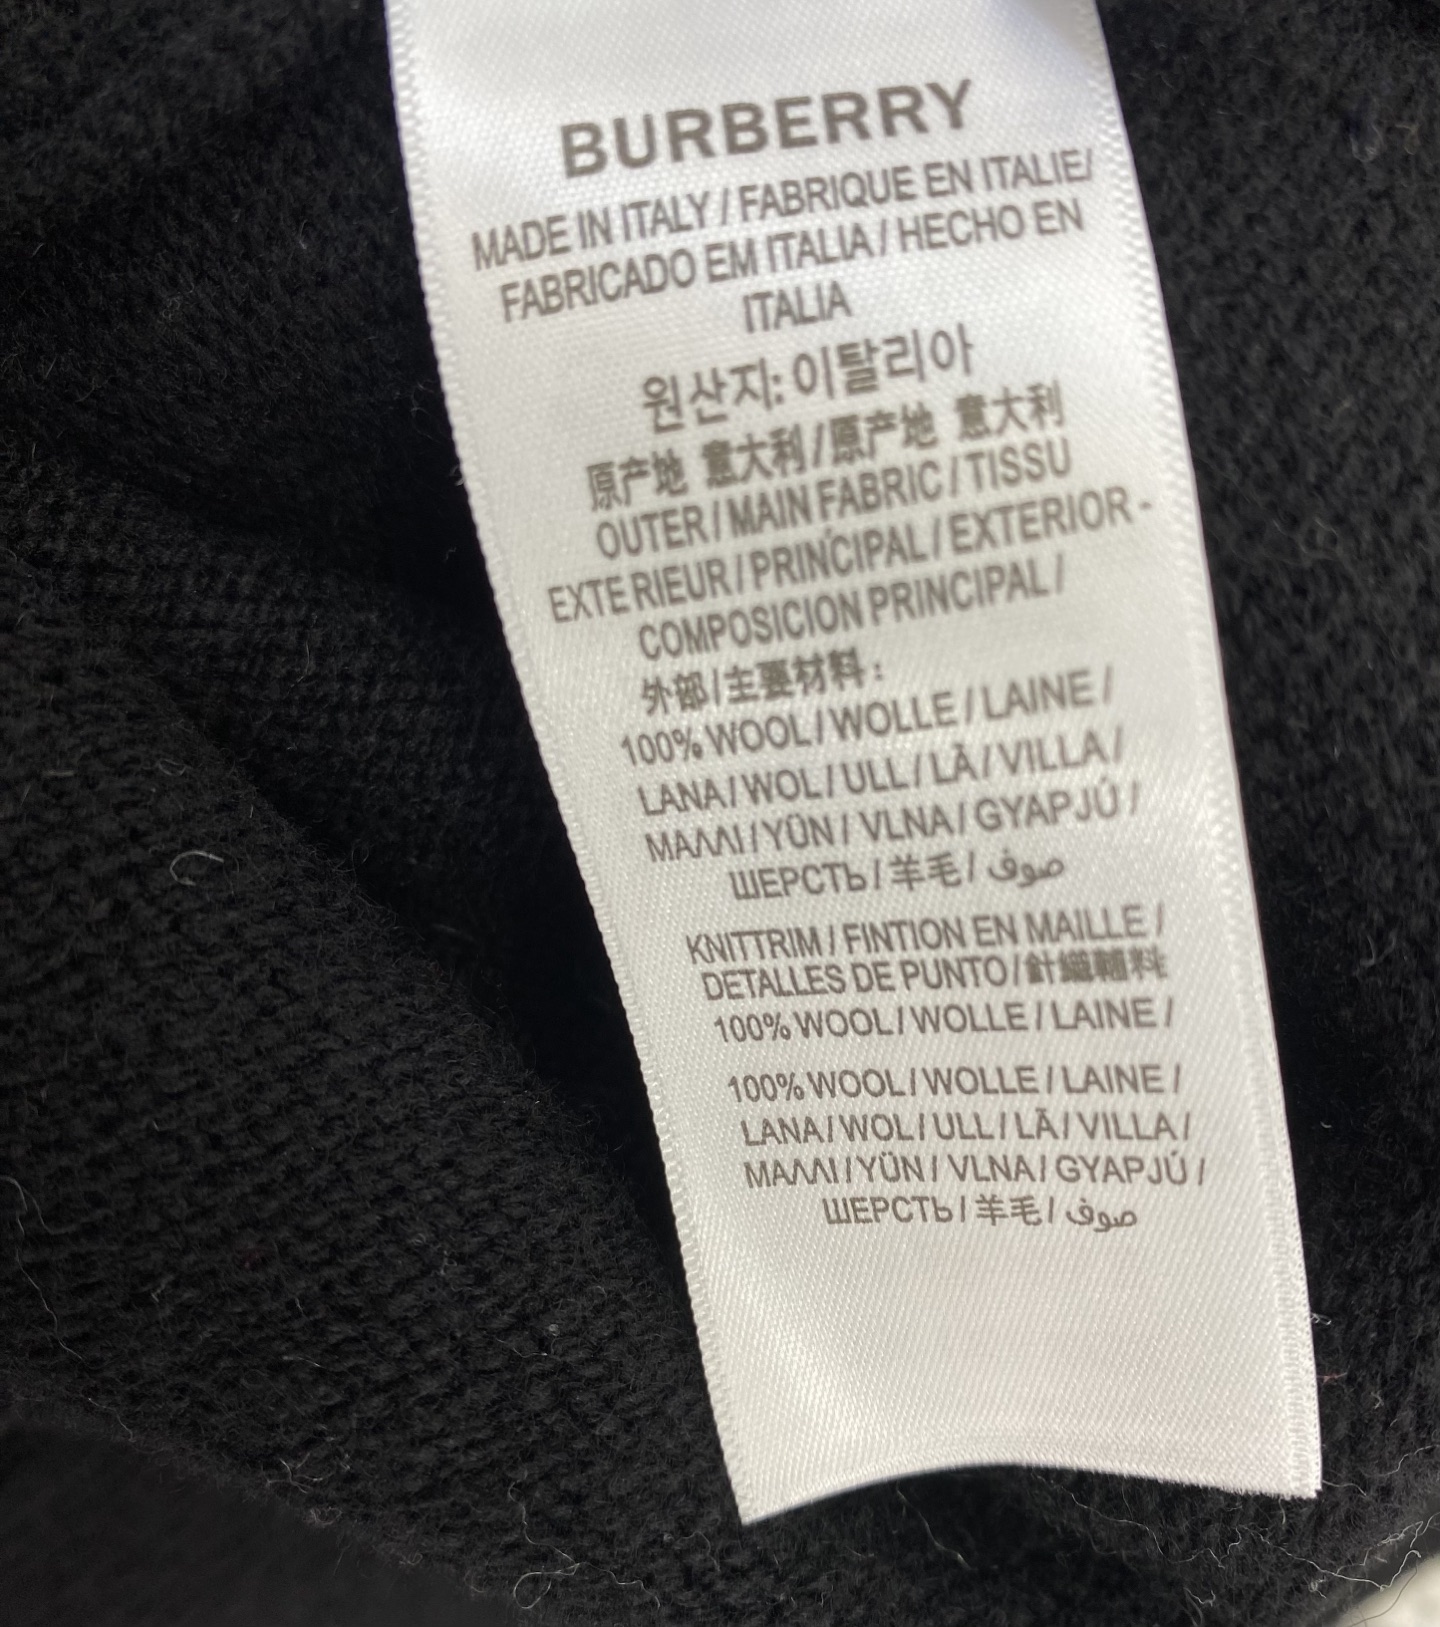 BURBERRY
MADE IN ITALY / FABRIQUE EN ITALIE/
FABRICADO EM ITALIA / HECHO EN
ITALIA
원산지: 이탈리아
原产地 意大利 / 原产地 意大利
OUTER / MAIN FABRIC / TISSU
EXTE RIEUR / PRINCIPAL / EXTERIOR -
COMPOSICION PRINCIPAL /
外部 / 主要材料 :
100% WOOL / WOLLE / LAINE /
LANA / WOL / ULL / LÃ / VILLA /
ΜΑΛΛΙ / YÜN / VLNA / GYAPJÚ /
ШЕРСТЬ / 羊毛 / صوف
KNITTRIM / FINTION EN MAILLE /
DETALLES DE PUNTO / 針織輔料
100% WOOL / WOLLE / LAINE /
100% WOOL / WOLLE / LAINE /
LANA / WOL / ULL / LÃ / VILLA /
ΜΑΛΛΙ / YÜN / VLNA / GYAPJÚ /
ШЕРСТЬ / 羊毛 / صوف